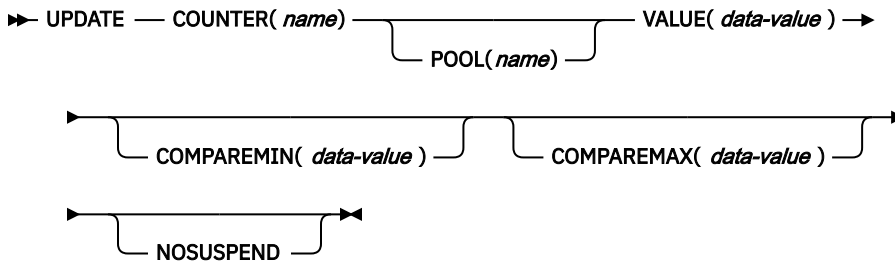 UPDATE COUNTER( name) VALUE( data-value )
POOL(name)
COMPAREMIN( data-value ) COMPAREMAX( data-value )
NOSUSPEND